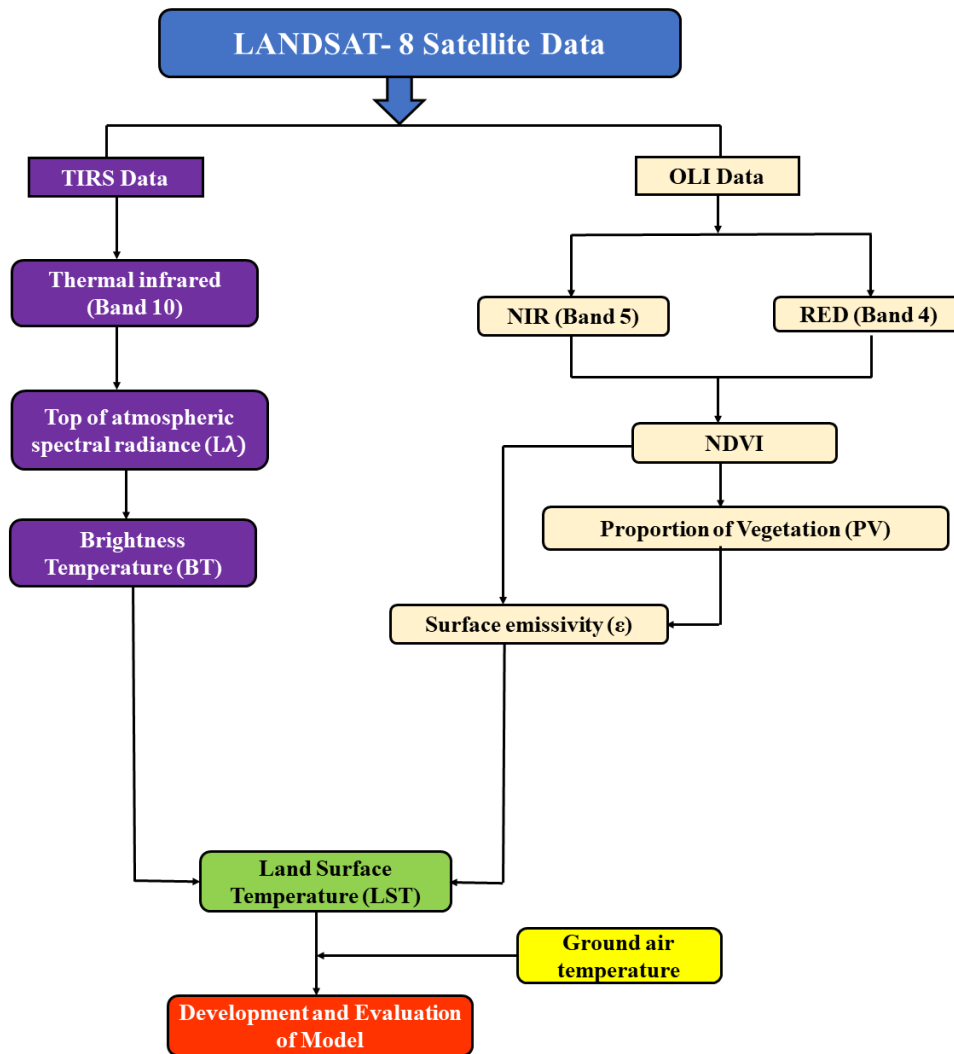 LANDSAT- 8 Satellite Data
TIRS Data
OLI Data
Thermal infrared
(Band 10)
NIR (Band 5)
RED (Band 4)
Top of atmospheric
spectral radiance (Lλ)
NDVI
Brightness
Temperature (BT)
Proportion of Vegetation (PV)
Surface emissivity (ε)
Land Surface
Temperature (LST)
Ground air
temperature
Development and Evaluation
of Model